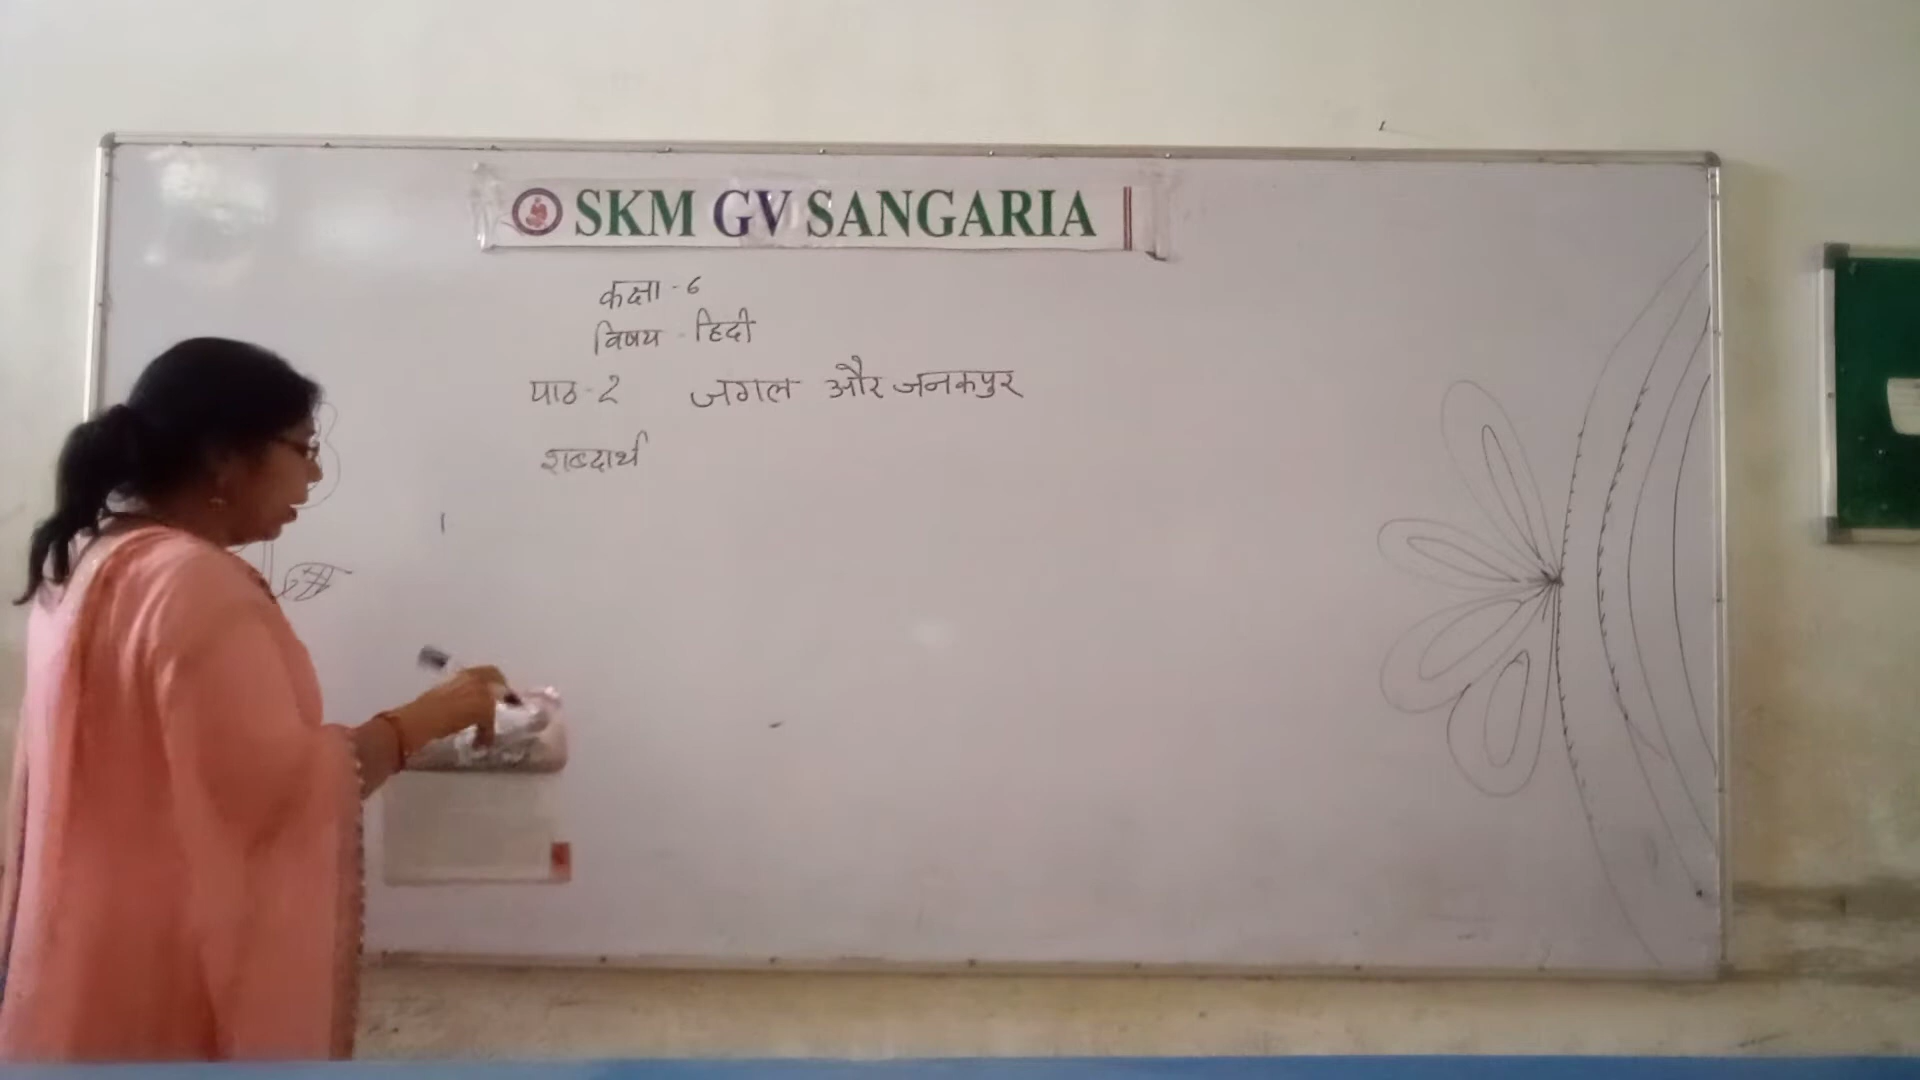 SKM GV SANGARIA
कक्षा - 6
विषय - हिदी
पाठ - 2 जगल और जनकपुर
शब्दार्थ